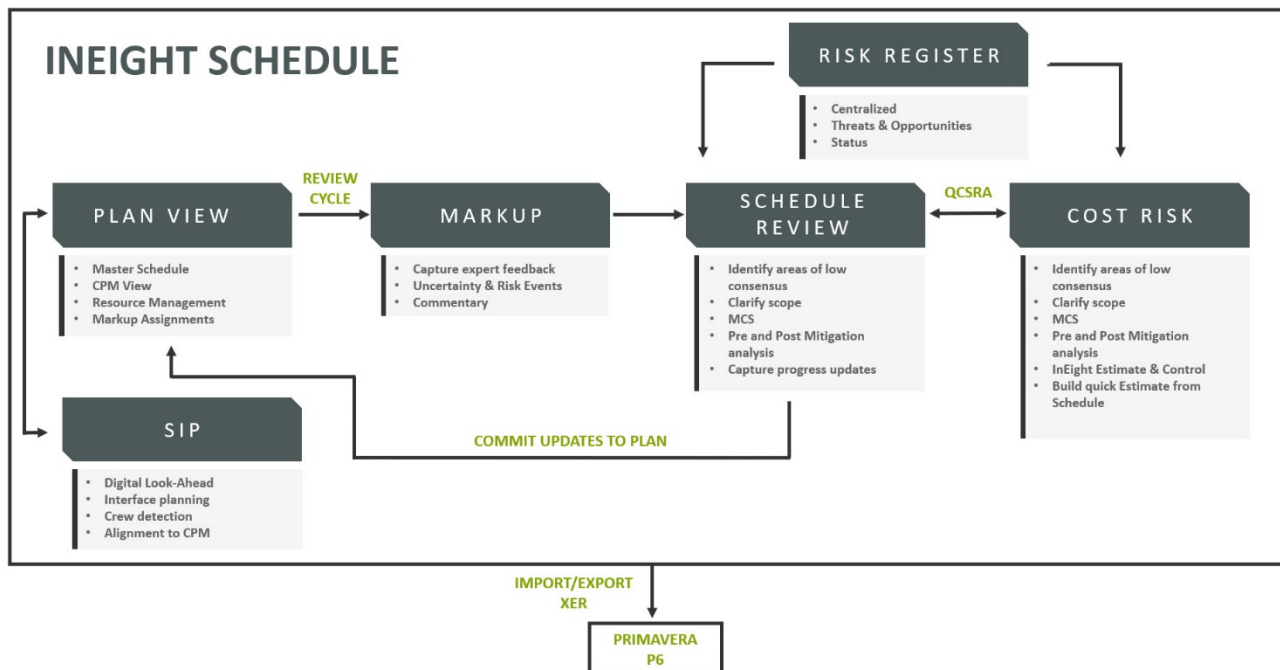 INEIGHT SCHEDULE
RISK REGISTER
• Centralized
• Threats & Opportunities
• Status
PLAN VIEW
• Master Schedule
• CPM View
• Resource Management
• Markup Assignments
REVIEW
CYCLE
MARKUP
• Capture expert feedback
• Uncertainty & Risk Events
• Commentary
SCHEDULE
REVIEW
• Identify areas of low
consensus
• Clarify scope
• MCS
• Pre and Post Mitigation
analysis
• Capture progress updates
QCSRA
COST RISK
• Identify areas of low
consensus
• Clarify scope
• MCS
• Pre and Post Mitigation
analysis
• InEight Estimate & Control
• Build quick Estimate from
Schedule
SIP
• Digital Look-Ahead
• Interface planning
• Crew detection
• Alignment to CPM
COMMIT UPDATES TO PLAN
IMPORT/EXPORT
XER
PRIMAVERA
P6